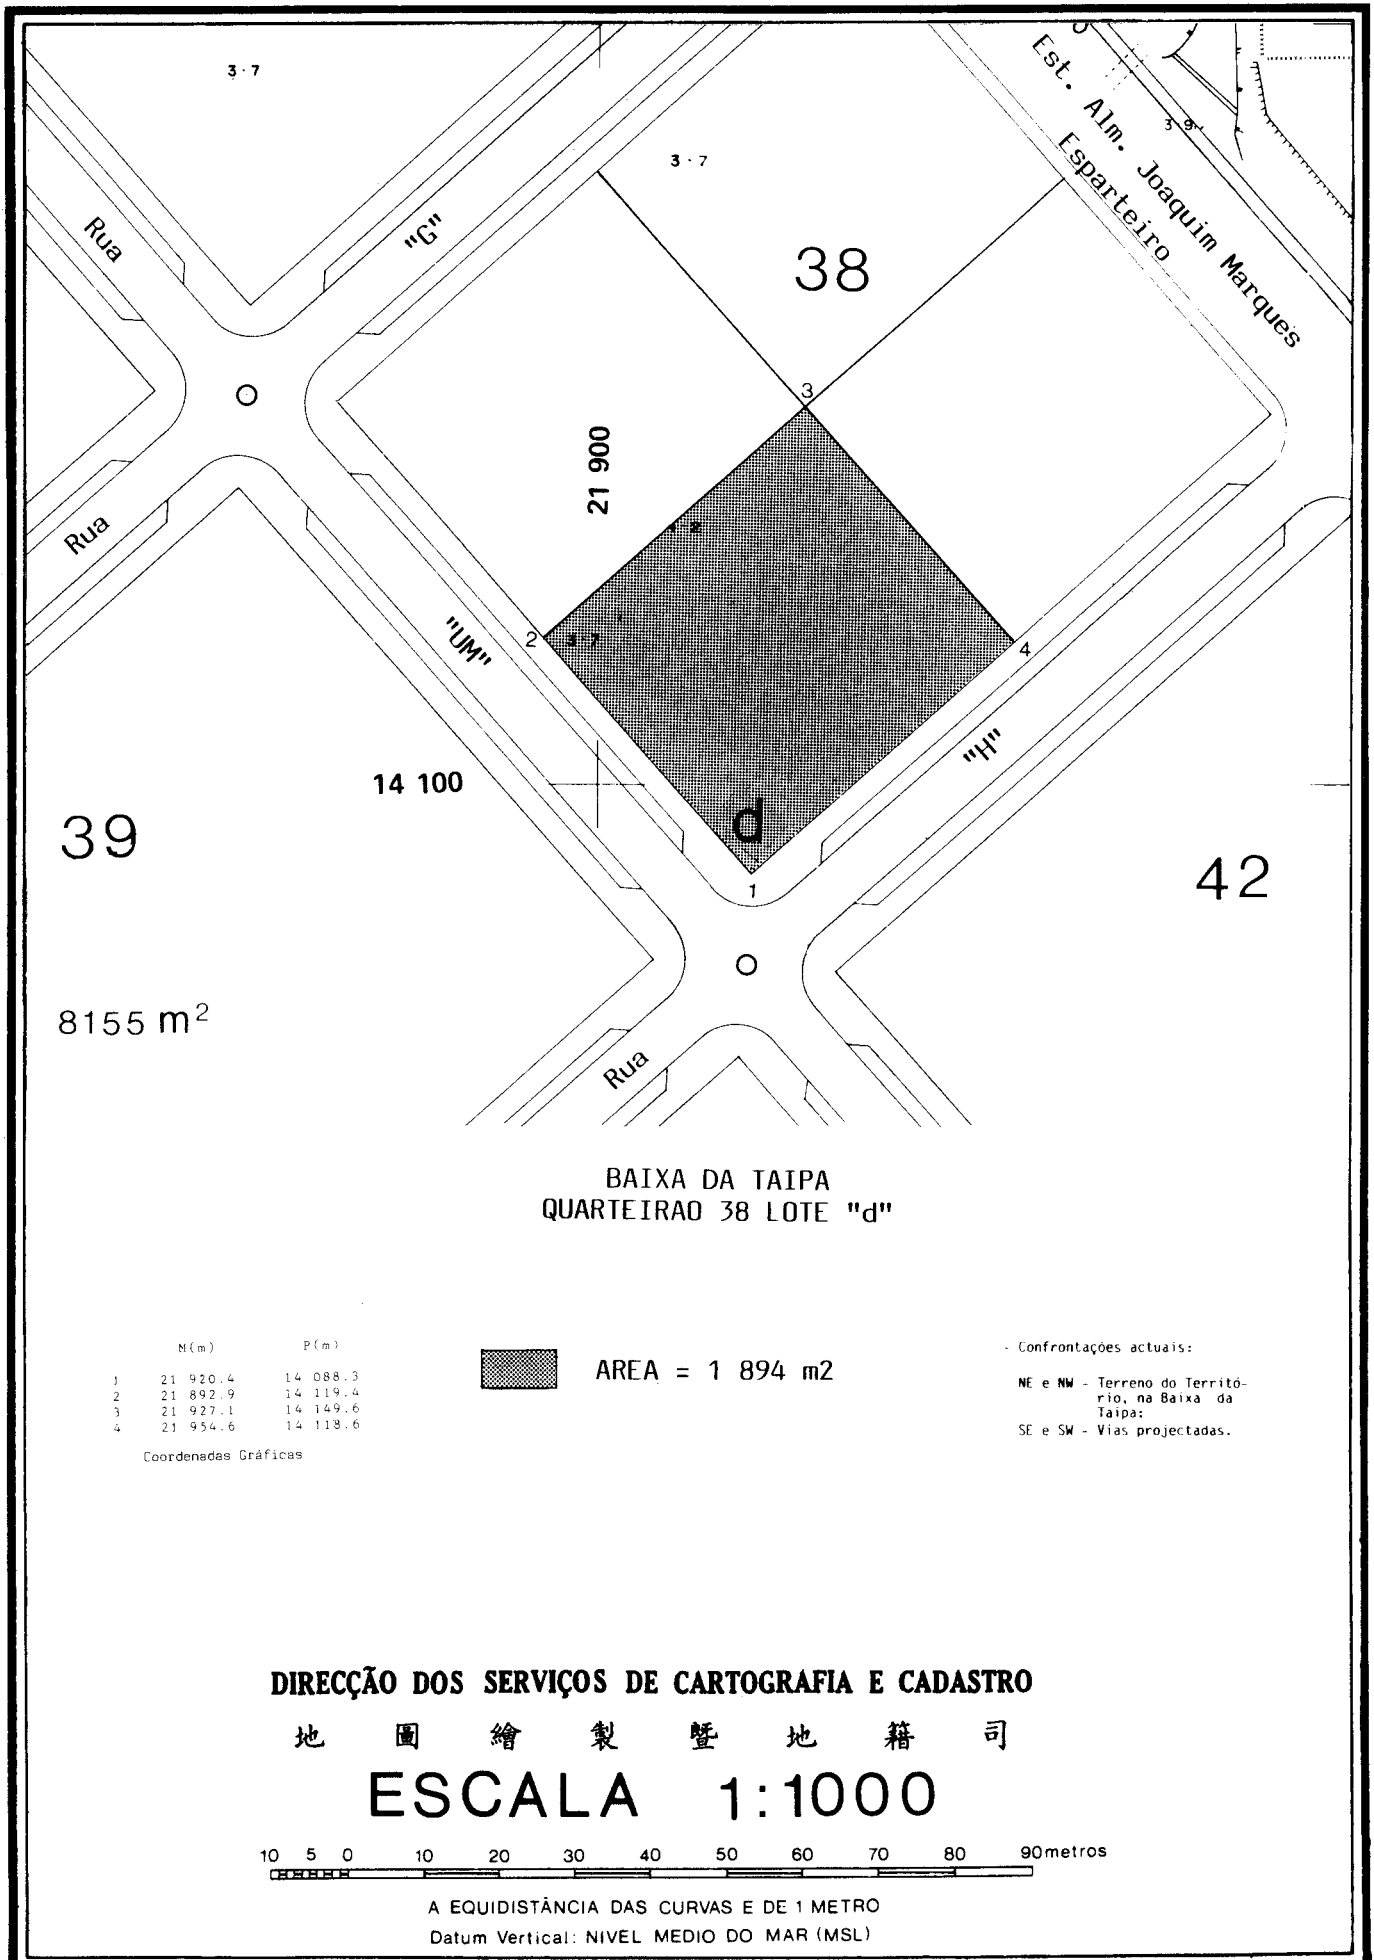 3·7
Est. Alm. Joaquim Marques
Esparteiro
3·9
3·7
Rua
"G"
38
3
21 900
Rua
2
3·7
"UM"
4
"H"
14 100
d
39
1
42
8155 m²
Rua
BAIXA DA TAIPA
QUARTEIRAO 38 LOTE "d"
M(m) P(m)
1 21 920.4 14 088.3
2 21 892.9 14 119.4
3 21 927.1 14 149.6
4 21 954.6 14 118.6
Coordenadas Gráficas
AREA = 1 894 m2
- Confrontações actuais:
NE e NW - Terreno do Territó-
rio, na Baixa da
Taipa;
SE e SW - Vias projectadas.
DIRECÇÃO DOS SERVIÇOS DE CARTOGRAFIA E CADASTRO
地圖繪製暨地籍司
ESCALA 1:1000
10 5 0 10 20 30 40 50 60 70 80 90metros
A EQUIDISTÂNCIA DAS CURVAS E DE 1 METRO
Datum Vertical: NIVEL MEDIO DO MAR (MSL)